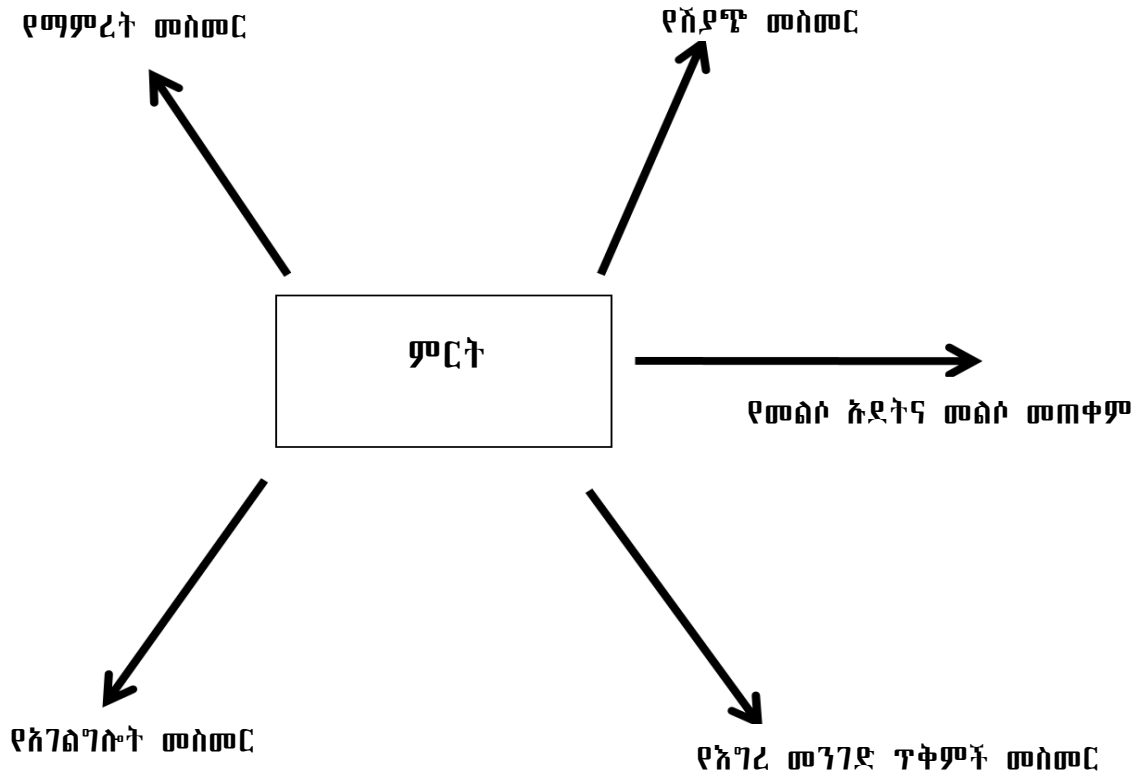 የማምረት መስመር
የሽያጭ መስመር
ምርት
የመልሶ ኡደትና መልሶ መጠቀም
የአገልግሎት መስመር
የእግረ መንገድ ጥቅምች መስመር